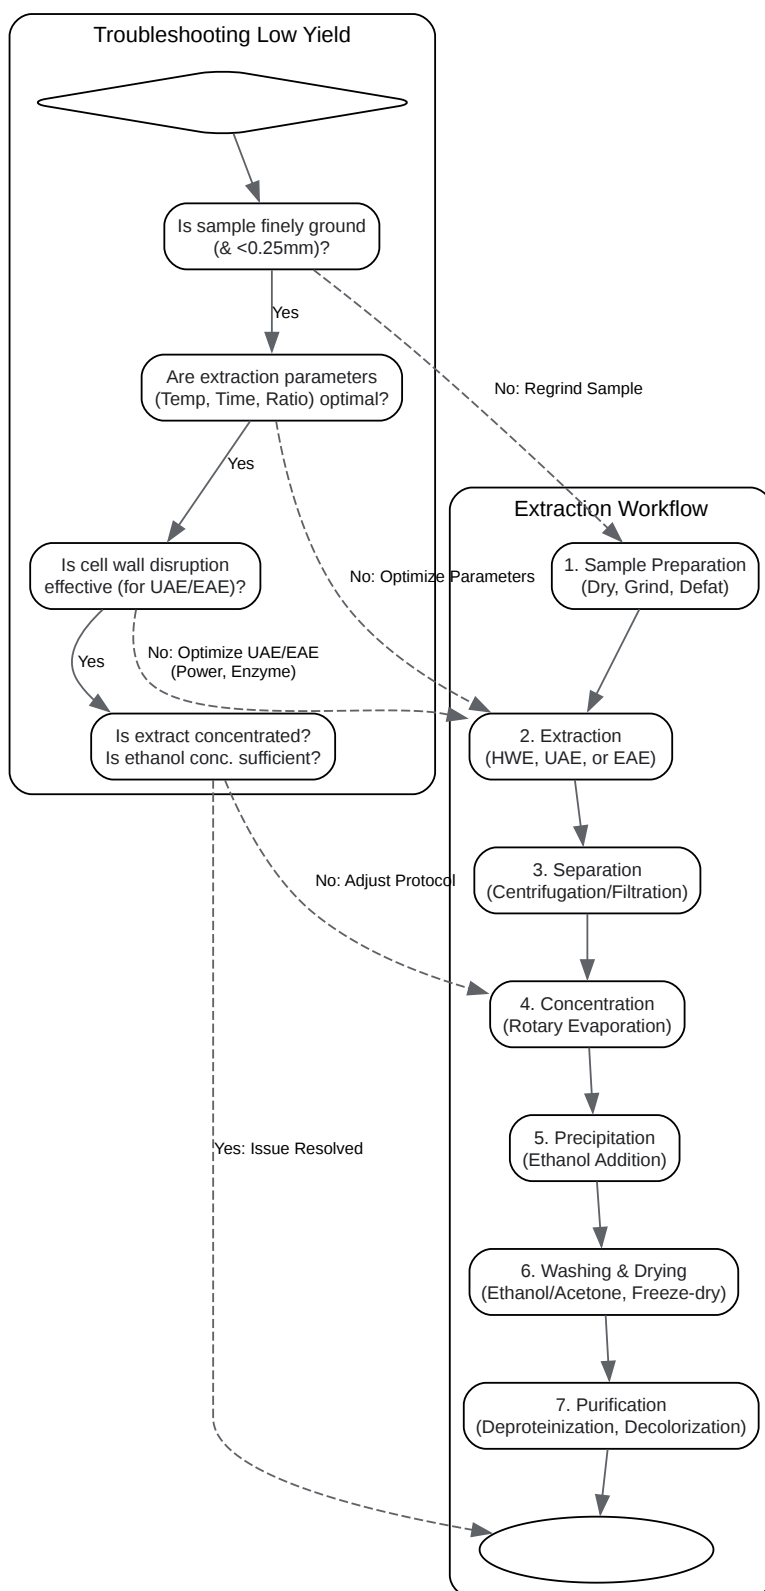 Troubleshooting Low Yield
Is sample finely ground
(& <0.25mm)?
Yes
Are extraction parameters
(Temp, Time, Ratio) optimal?
No: Regrind Sample
Yes
Extraction Workflow
Is cell wall disruption
effective (for UAE/EAE)?
No: Optimize Parameters
1. Sample Preparation
(Dry, Grind, Defat)
Yes
No: Optimize UAE/EAE
(Power, Enzyme)
Is extract concentrated?
Is ethanol conc. sufficient?
2. Extraction
(HWE, UAE, or EAE)
No: Adjust Protocol
3. Separation
(Centrifugation/Filtration)
4. Concentration
(Rotary Evaporation)
Yes: Issue Resolved
5. Precipitation
(Ethanol Addition)
6. Washing & Drying
(Ethanol/Acetone, Freeze-dry)
7. Purification
(Deproteinization, Decolorization)